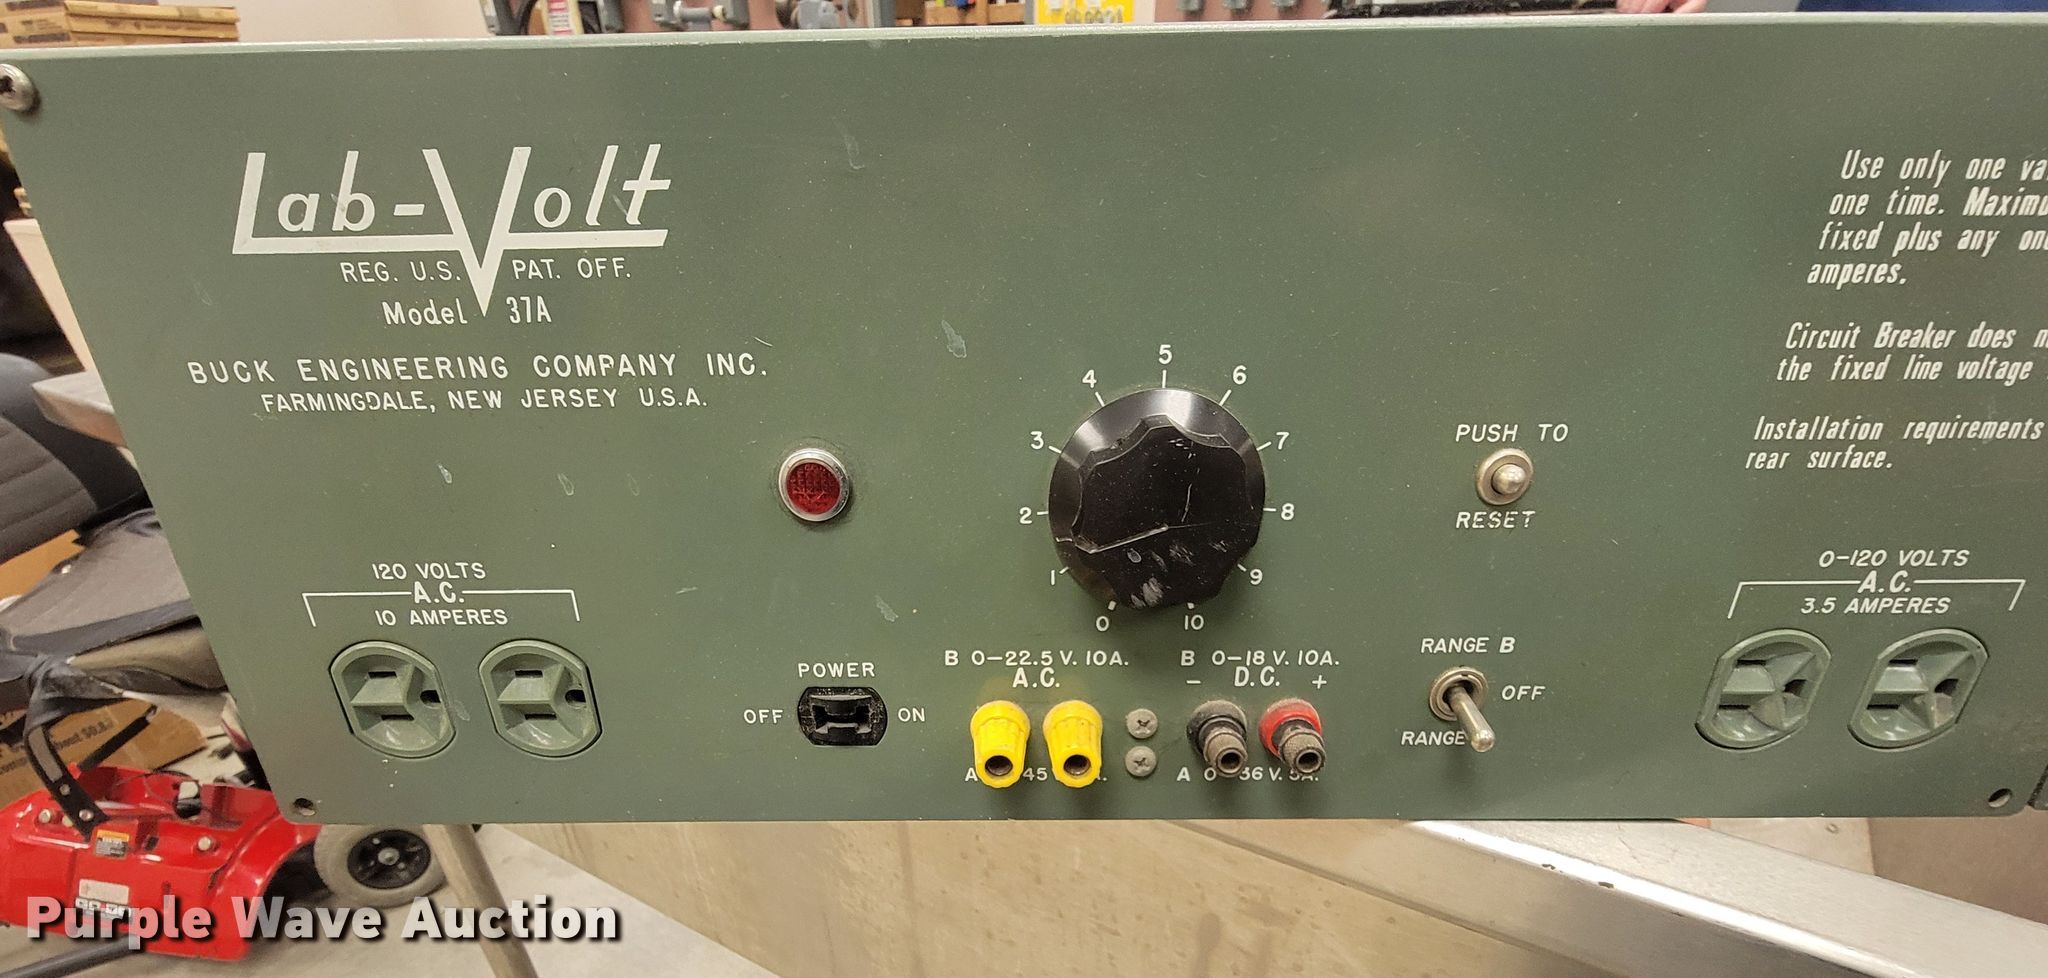 Lab-Volt
REG. U.S. PAT. OFF.
Model 37A
BUCK ENGINEERING COMPANY INC.
FARMINGDALE, NEW JERSEY U.S.A.
120 VOLTS
A.C.
10 AMPERES
POWER
OFF ON
0 1 2 3 4 5 6 7 8 9 10
B 0-22.5 V. 10A.
A.C.
A 45
B 0-18 V. 10A.
- D.C. +
A 0-36 V. 5A.
PUSH TO
RESET
RANGE B
OFF
RANGE
Use only one
one time.
fixed plus any
amperes.
Circuit Breaker does
the fixed line voltage
Installation requirements
rear surface.
0-120 VOLTS
A.C.
3.5 AMPERES
Purple Wave Auction